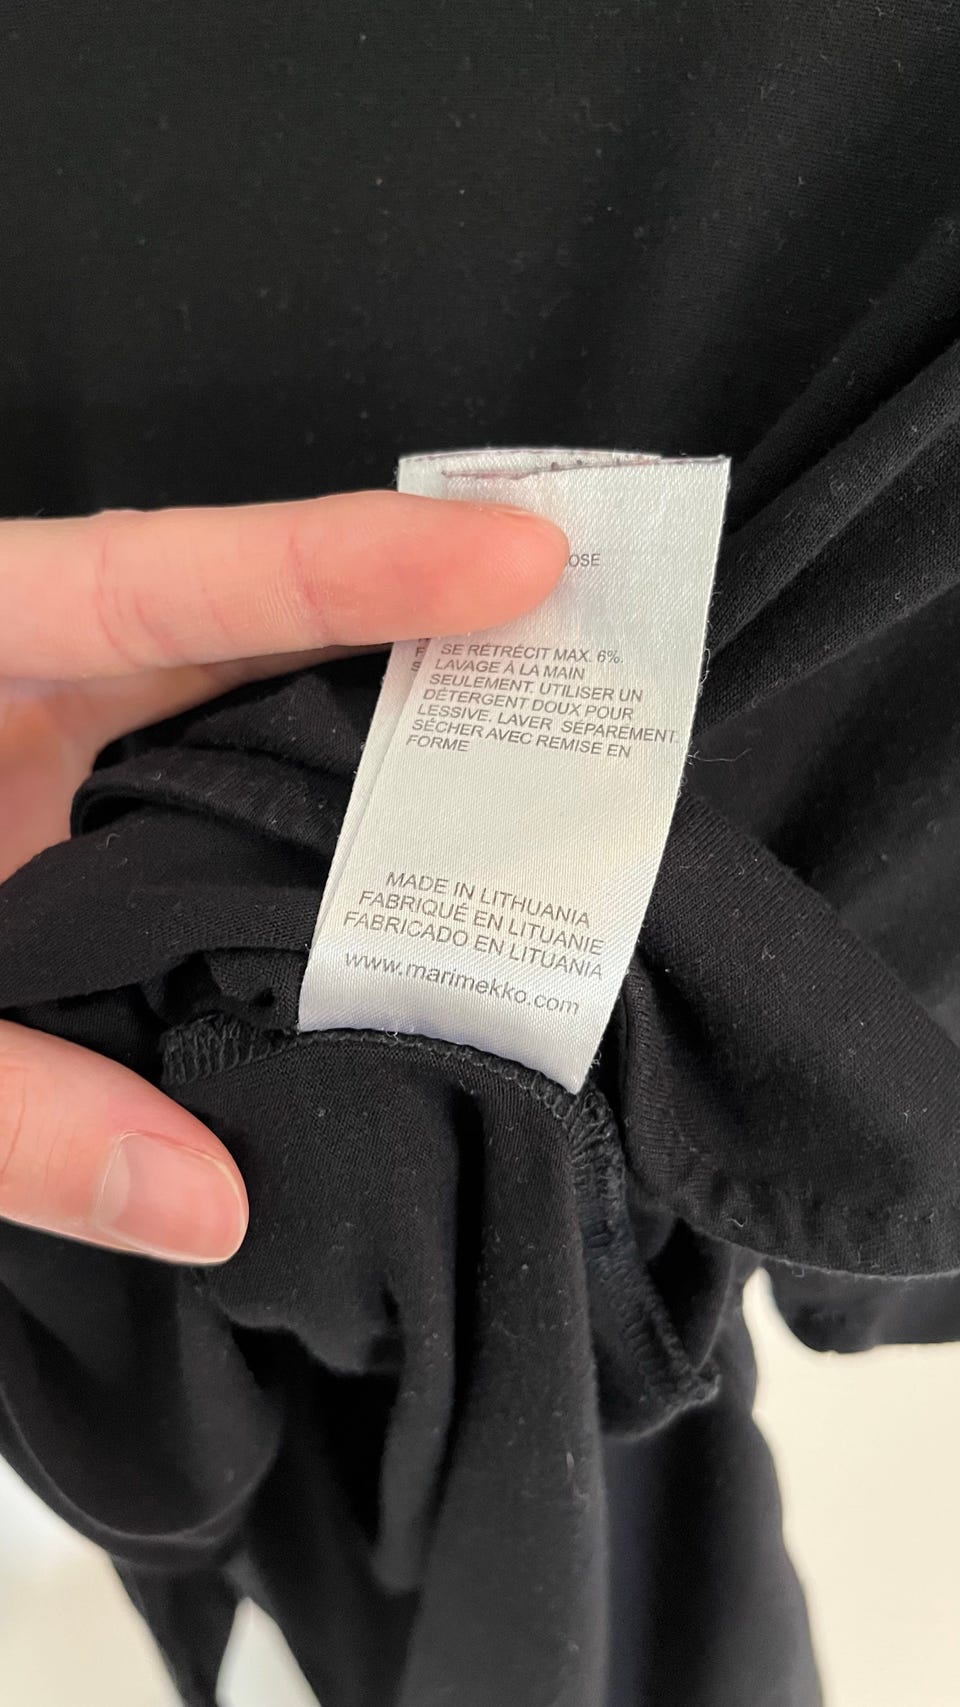 SE RÉTRÉCIT MAX. 6%.
LAVAGE À LA MAIN
SEULEMENT. UTILISER UN
DÉTERGENT DOUX POUR
LESSIVE. LAVER SÉPAREMENT.
SÉCHER AVEC REMISE EN
FORME
MADE IN LITHUANIA
FABRIQUÉ EN LITUANIE
FABRICADO EN LITUANIA
www.marimekko.com